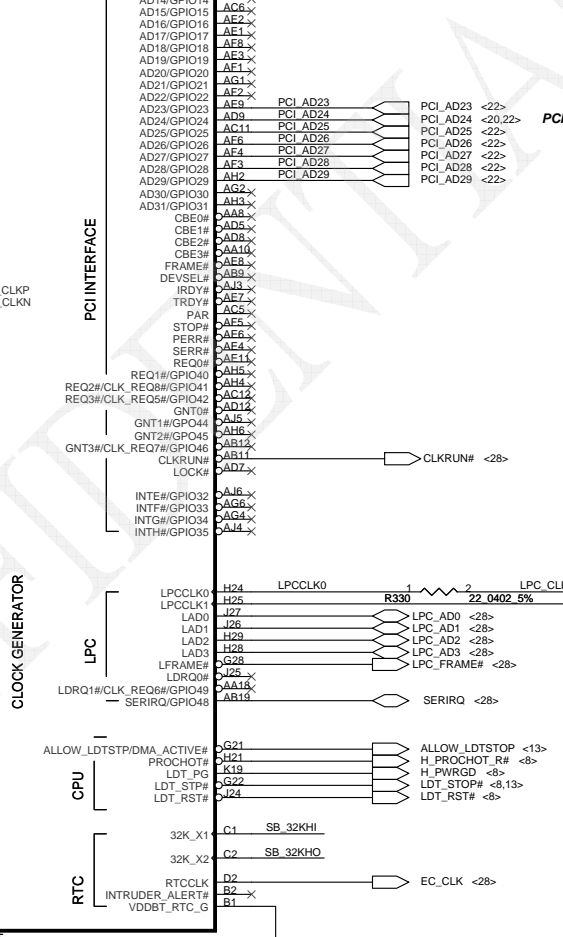 AD14/GPIO14
AD15/GPIO15 AC6
AD16/GPIO16 AE2
AD17/GPIO17 AE1
AD18/GPIO18 AF8
AD19/GPIO19 AE3
AD20/GPIO20 AF1
AD21/GPIO21 AG1
AD22/GPIO22 AF2
AD23/GPIO23 AE9 PCI_AD23 PCI_AD23 <22>
AD24/GPIO24 AD9 PCI_AD24 PCI_AD24 <20,22>
AD25/GPIO25 AC11 PCI_AD25 PCI_AD25 <22>
AD26/GPIO26 AF6 PCI_AD26 PCI_AD26 <22>
AD27/GPIO27 AF4 PCI_AD27 PCI_AD27 <22>
AD28/GPIO28 AF3 PCI_AD28 PCI_AD28 <22>
AD29/GPIO29 AH2 PCI_AD29 PCI_AD29 <22>
PCI
AD30/GPIO30 AG2
AD31/GPIO31 AH3
CBE0# AA8
CBE1# AD5
CBE2# AD8
CBE3# AA10
FRAME# AE8
DEVSEL# AB9
IRDY# AJ3
TRDY# AE7
PAR AC5
STOP# AF5
PERR# AE6
SERR# AE4
REQ0# AE11
REQ1#/GPIO40 AH5
REQ2#/CLK_REQ8#/GPIO41 AH4
REQ3#/CLK_REQ5#/GPIO42 AC12
GNT0# AD12
GNT1#/GPO44 AJ5
GNT2#/GPO45 AH6
GNT3#/CLK_REQ7#/GPIO46 AB12
CLKRUN# AB11 CLKRUN# <28>
LOCK# AD7
PCI INTERFACE
_CLKP
_CLKN
INTE#/GPIO32 AJ6
INTF#/GPIO33 AG6
INTG#/GPIO34 AG4
INTH#/GPIO35 AJ4
CLOCK GENERATOR
LPC
LPCCLK0 H24 LPCCLK0 1 2 LPC_CLK
LPCCLK1 H25 R330 22_0402_5%
LAD0 J27 LPC_AD0 <28>
LAD1 J26 LPC_AD1 <28>
LAD2 H29 LPC_AD2 <28>
LAD3 H28 LPC_AD3 <28>
LFRAME# G28 LPC_FRAME# <28>
LDRQ0# J25
LDRQ1#/CLK_REQ6#/GPIO49 AA18
SERIRQ/GPIO48 AB19 SERIRQ <28>
CPU
ALLOW_LDTSTP/DMA_ACTIVE# G21 ALLOW_LDTSTOP <13>
PROCHOT# H21 H_PROCHOT_R# <8>
LDT_PG K19 H_PWRGD <8>
LDT_STP# G22 LDT_STOP# <8,13>
LDT_RST# J24 LDT_RST# <8>
RTC
32K_X1 C1 SB_32KHI
32K_X2 C2 SB_32KHO
RTCCLK D2 EC_CLK <28>
INTRUDER_ALERT# B2
VDDBT_RTC_G B1